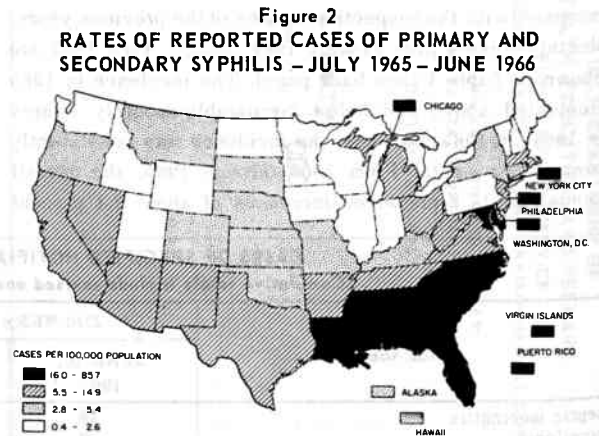 Figure 2
RATES OF REPORTED CASES OF PRIMARY AND
SECONDARY SYPHILIS – JULY 1965 – JUNE 1966
CHICAGO
NEW YORK CITY
PHILADELPHIA
WASHINGTON, D.C.
VIRGIN ISLANDS
PUERTO RICO
CASES PER 100,000 POPULATION
16.0 - 85.7
5.5 - 14.9
2.8 - 5.4
0.4 - 2.6
ALASKA
HAWAII